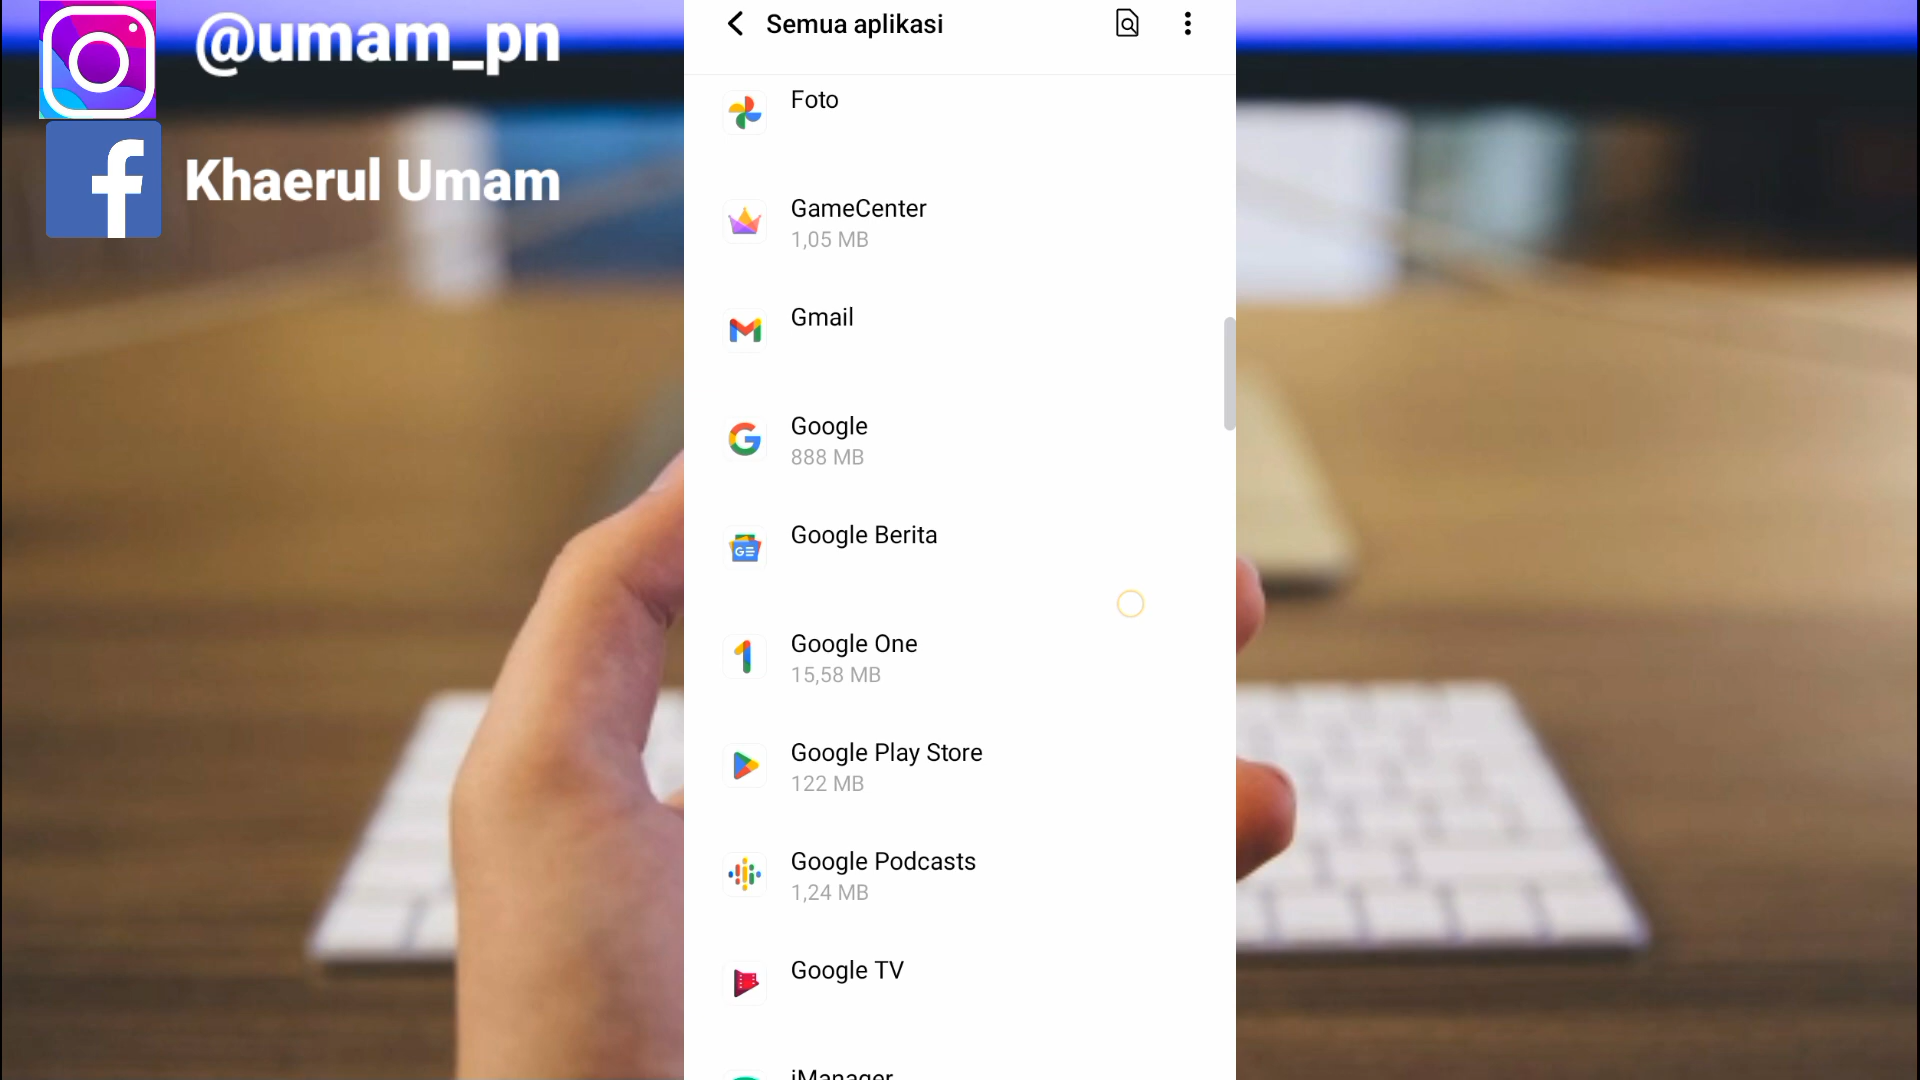 @umam_pn
Khaerul Umam
Semua aplikasi
Foto
GameCenter
1,05 MB
Gmail
Google
888 MB
Google Berita
Google One
15,58 MB
Google Play Store
122 MB
Google Podcasts
1,24 MB
Google TV
iManager